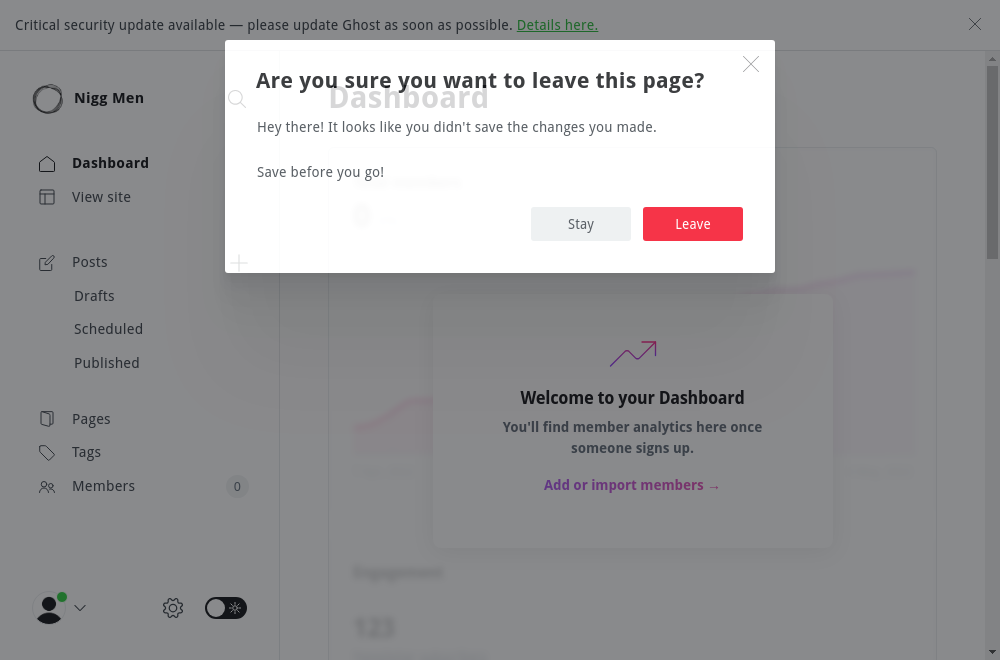 Critical security update available — please update Ghost as soon as possible. Details here.
Are you sure you want to leave this page?
Hey there! It looks like you didn't save the changes you made.
Save before you go!
Stay
Leave
Nigg Men
Dashboard
View site
Posts
Drafts
Scheduled
Published
Pages
Tags
Members
0
Dashboard
Welcome to your Dashboard
You'll find member analytics here once
someone signs up.
Add or import members →
Engagement
123